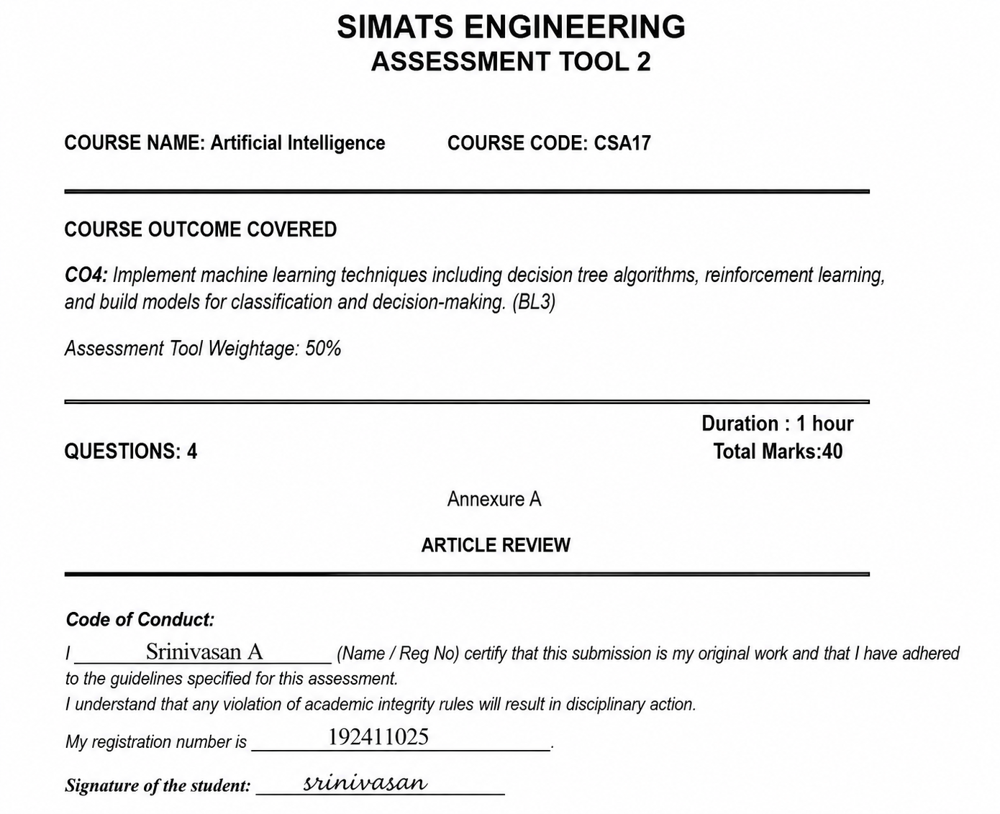 SIMATS ENGINEERING
ASSESSMENT TOOL 2
COURSE NAME: Artificial Intelligence COURSE CODE: CSA17
COURSE OUTCOME COVERED
CO4: Implement machine learning techniques including decision tree algorithms, reinforcement learning,
and build models for classification and decision-making. (BL3)
Assessment Tool Weightage: 50%
Duration : 1 hour
QUESTIONS: 4 Total Marks:40
Annexure A
ARTICLE REVIEW
Code of Conduct:
I Srinivasan A (Name / Reg No) certify that this submission is my original work and that I have adhered
to the guidelines specified for this assessment.
I understand that any violation of academic integrity rules will result in disciplinary action.
My registration number is 192411025.
Signature of the student: srinivasan